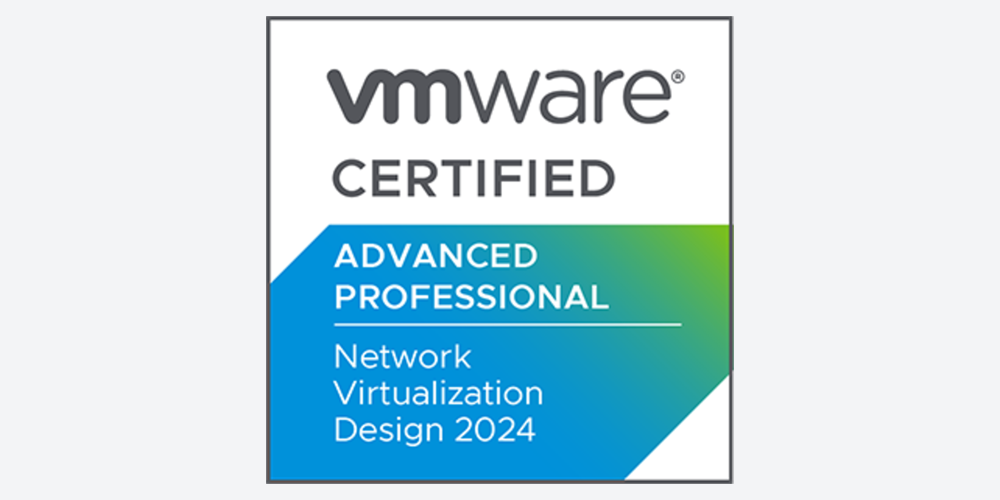 vmware®
CERTIFIED
ADVANCED
PROFESSIONAL
Network
Virtualization
Design 2024